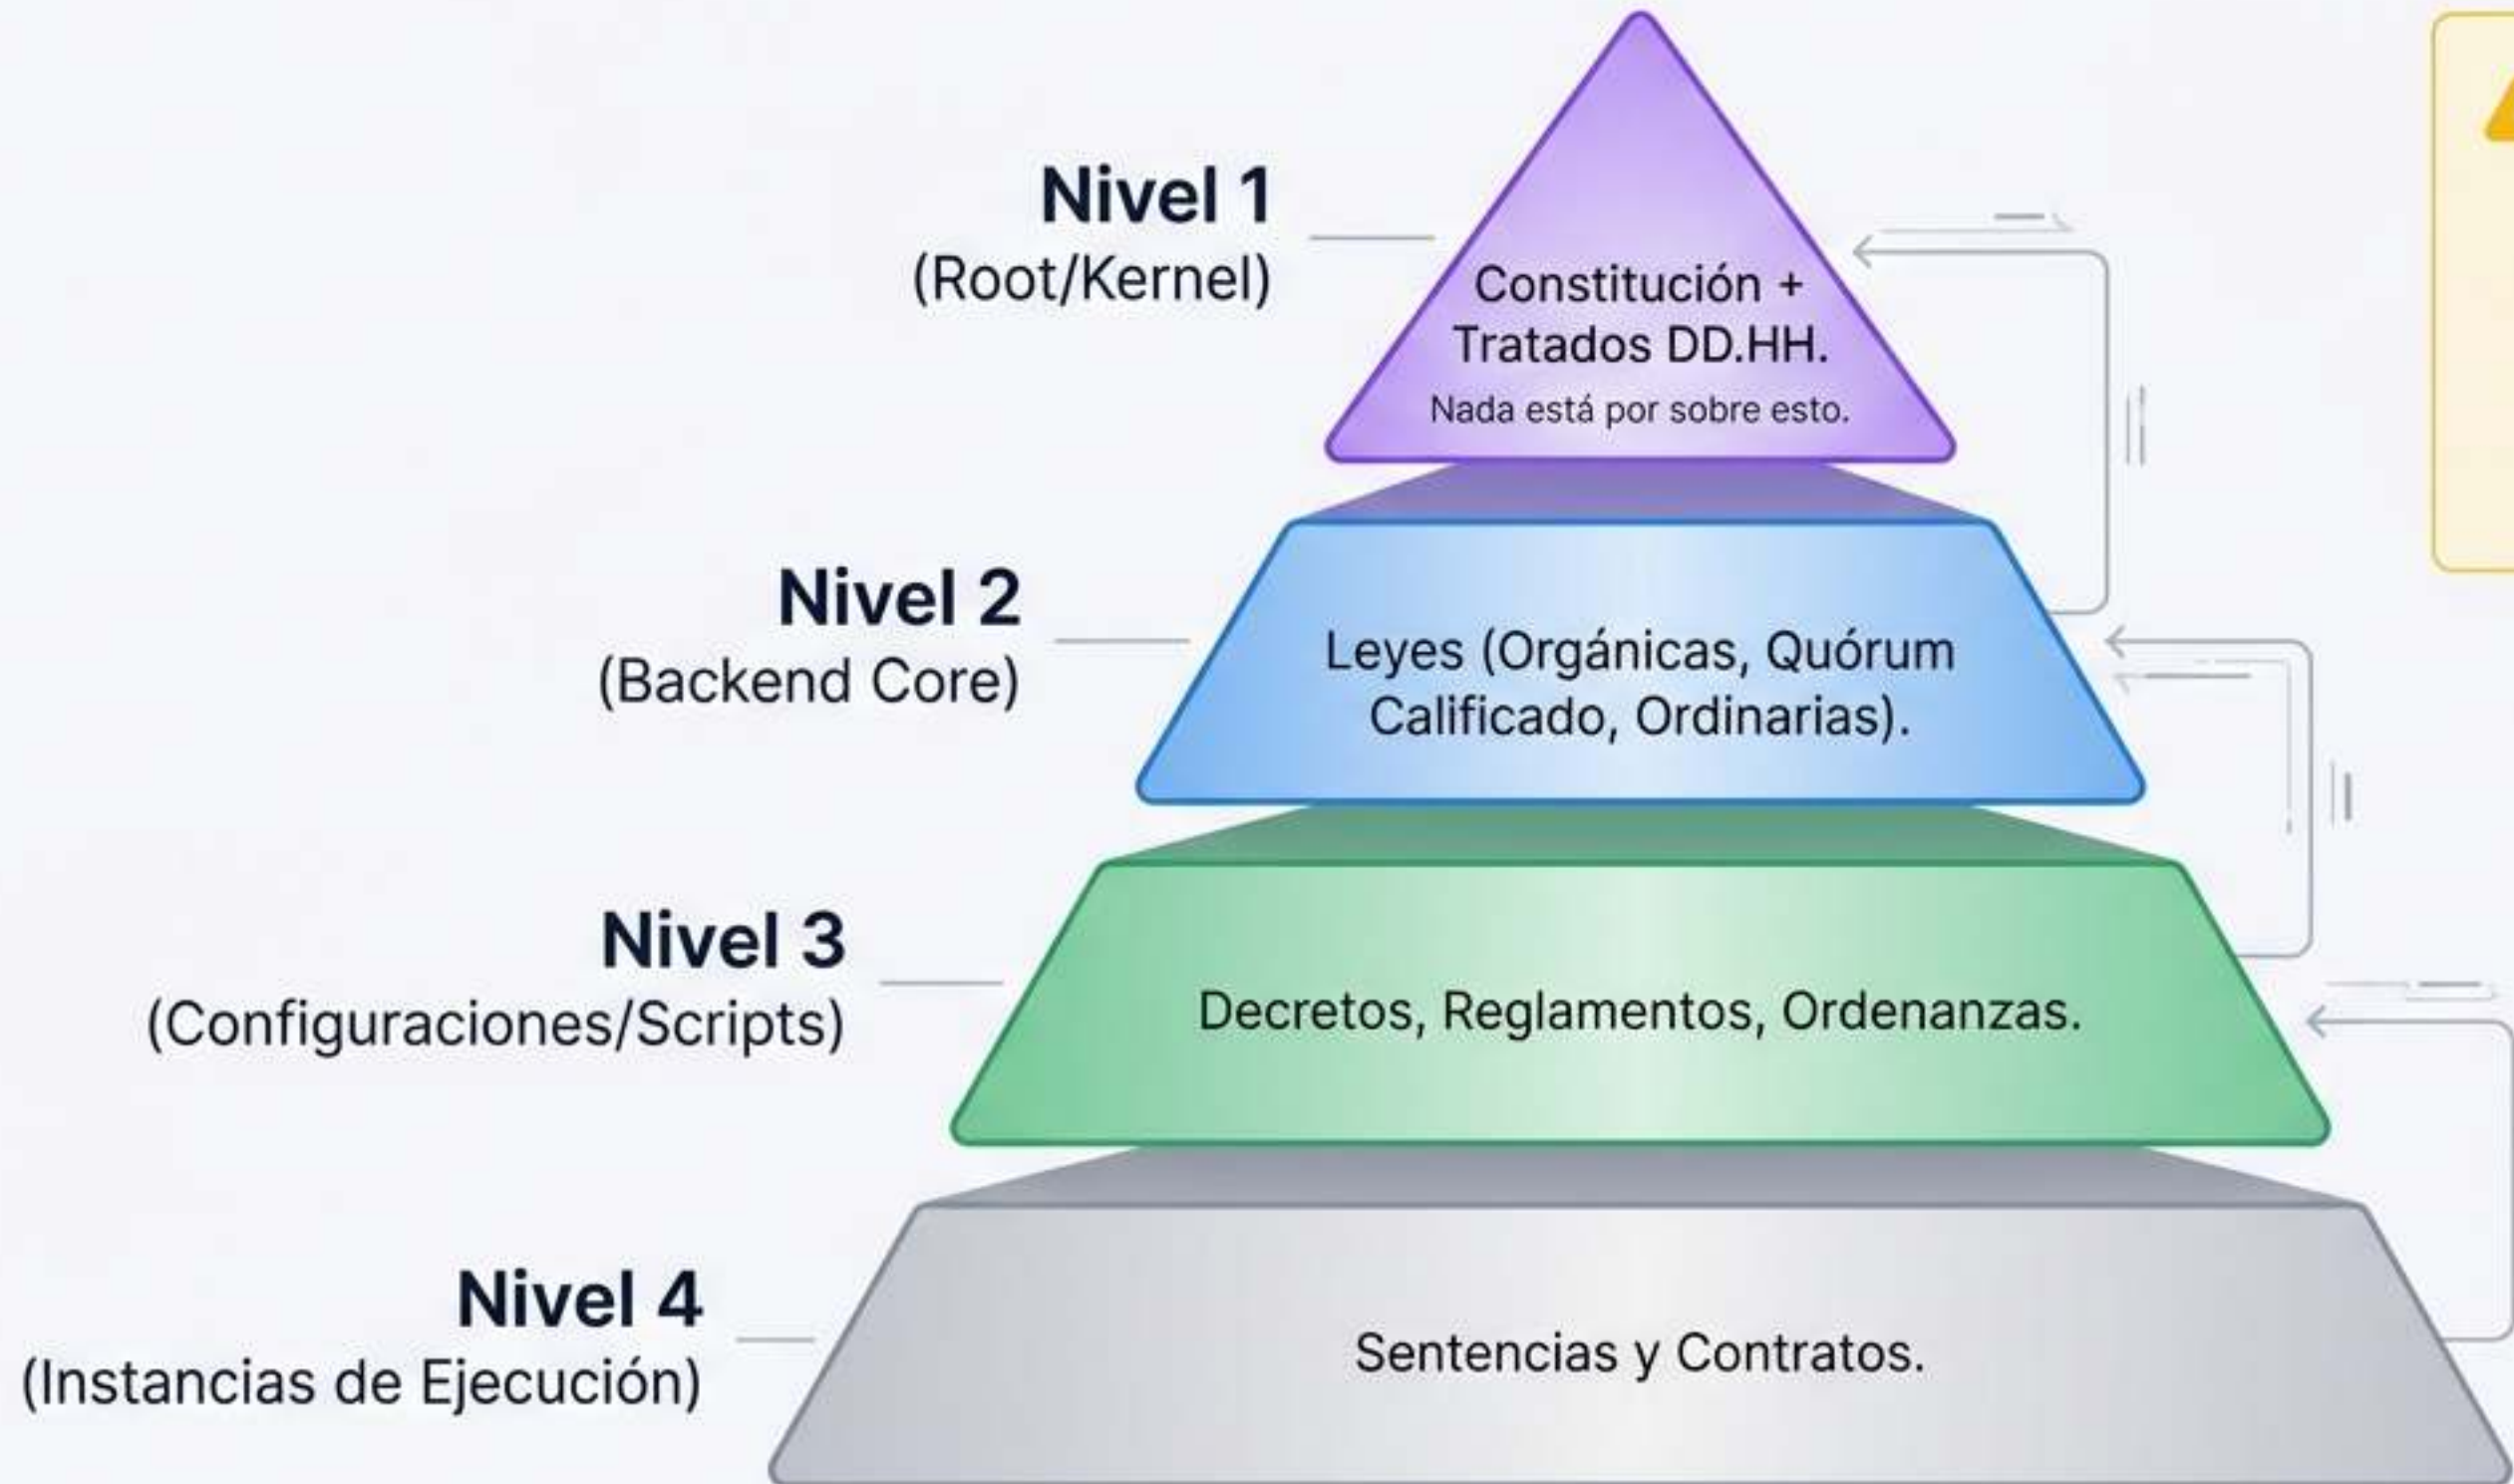 Nivel 1
(Root/Kernel)
Constitución +
Tratados DD.HH.
Nada está por sobre esto.
Nivel 2
(Backend Core)
Leyes (Orgánicas, Quórum
Calificado, Ordinarias).
Nivel 3
(Configuraciones/Scripts)
Decretos, Reglamentos, Ordenanzas.
Nivel 4
(Instancias de Ejecución)
Sentencias y Contratos.